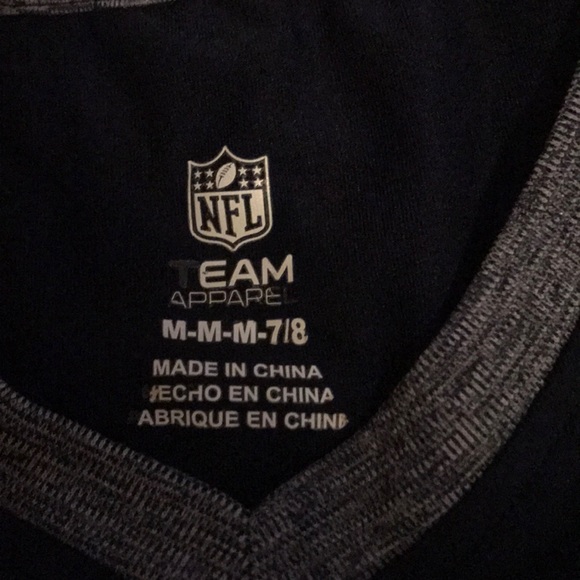 NFL
TEAM
APPAREL
M-M-M-7/8
MADE IN CHINA
HECHO EN CHINA
FABRIQUE EN CHINE